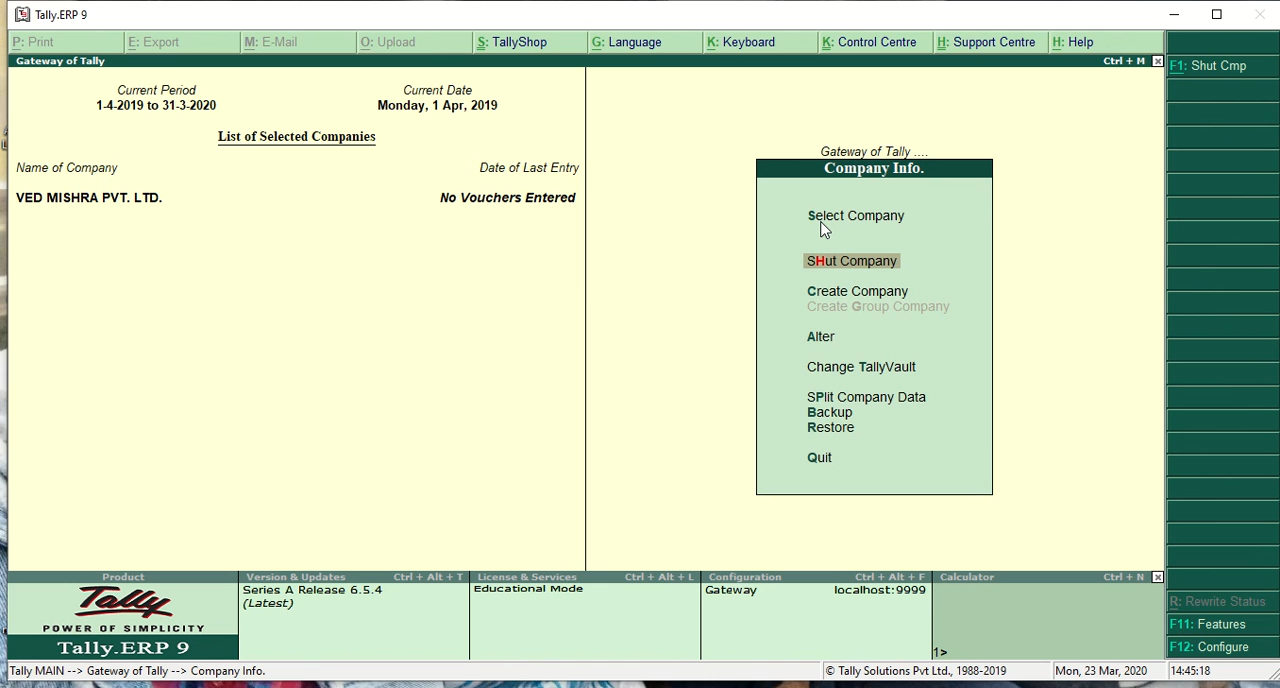 Tally.ERP 9
P: Print E: Export M: E-Mail O: Upload S: TallyShop G: Language K: Keyboard K: Control Centre H: Support Centre H: Help
Gateway of Tally Ctrl + M
F1: Shut Cmp
Current Period Current Date
1-4-2019 to 31-3-2020 Monday, 1 Apr, 2019
List of Selected Companies
Name of Company Date of Last Entry
VED MISHRA PVT. LTD. No Vouchers Entered
Gateway of Tally ....
Company Info.
Select Company
SHut Company
Create Company
Create Group Company
Alter
Change TallyVault
SPlit Company Data
Backup
Restore
Quit
Product Version & Updates Ctrl + Alt + T License & Services Ctrl + Alt + L Configuration Ctrl + Alt + F Calculator Ctrl + N
Tally
POWER OF SIMPLICITY
Tally.ERP 9
Series A Release 6.5.4
(Latest)
Educational Mode
Gateway localhost:9999
1>
R: Rewrite Status
F11: Features
F12: Configure
Tally MAIN --> Gateway of Tally --> Company Info. © Tally Solutions Pvt Ltd., 1988-2019 Mon, 23 Mar, 2020 14:45:18